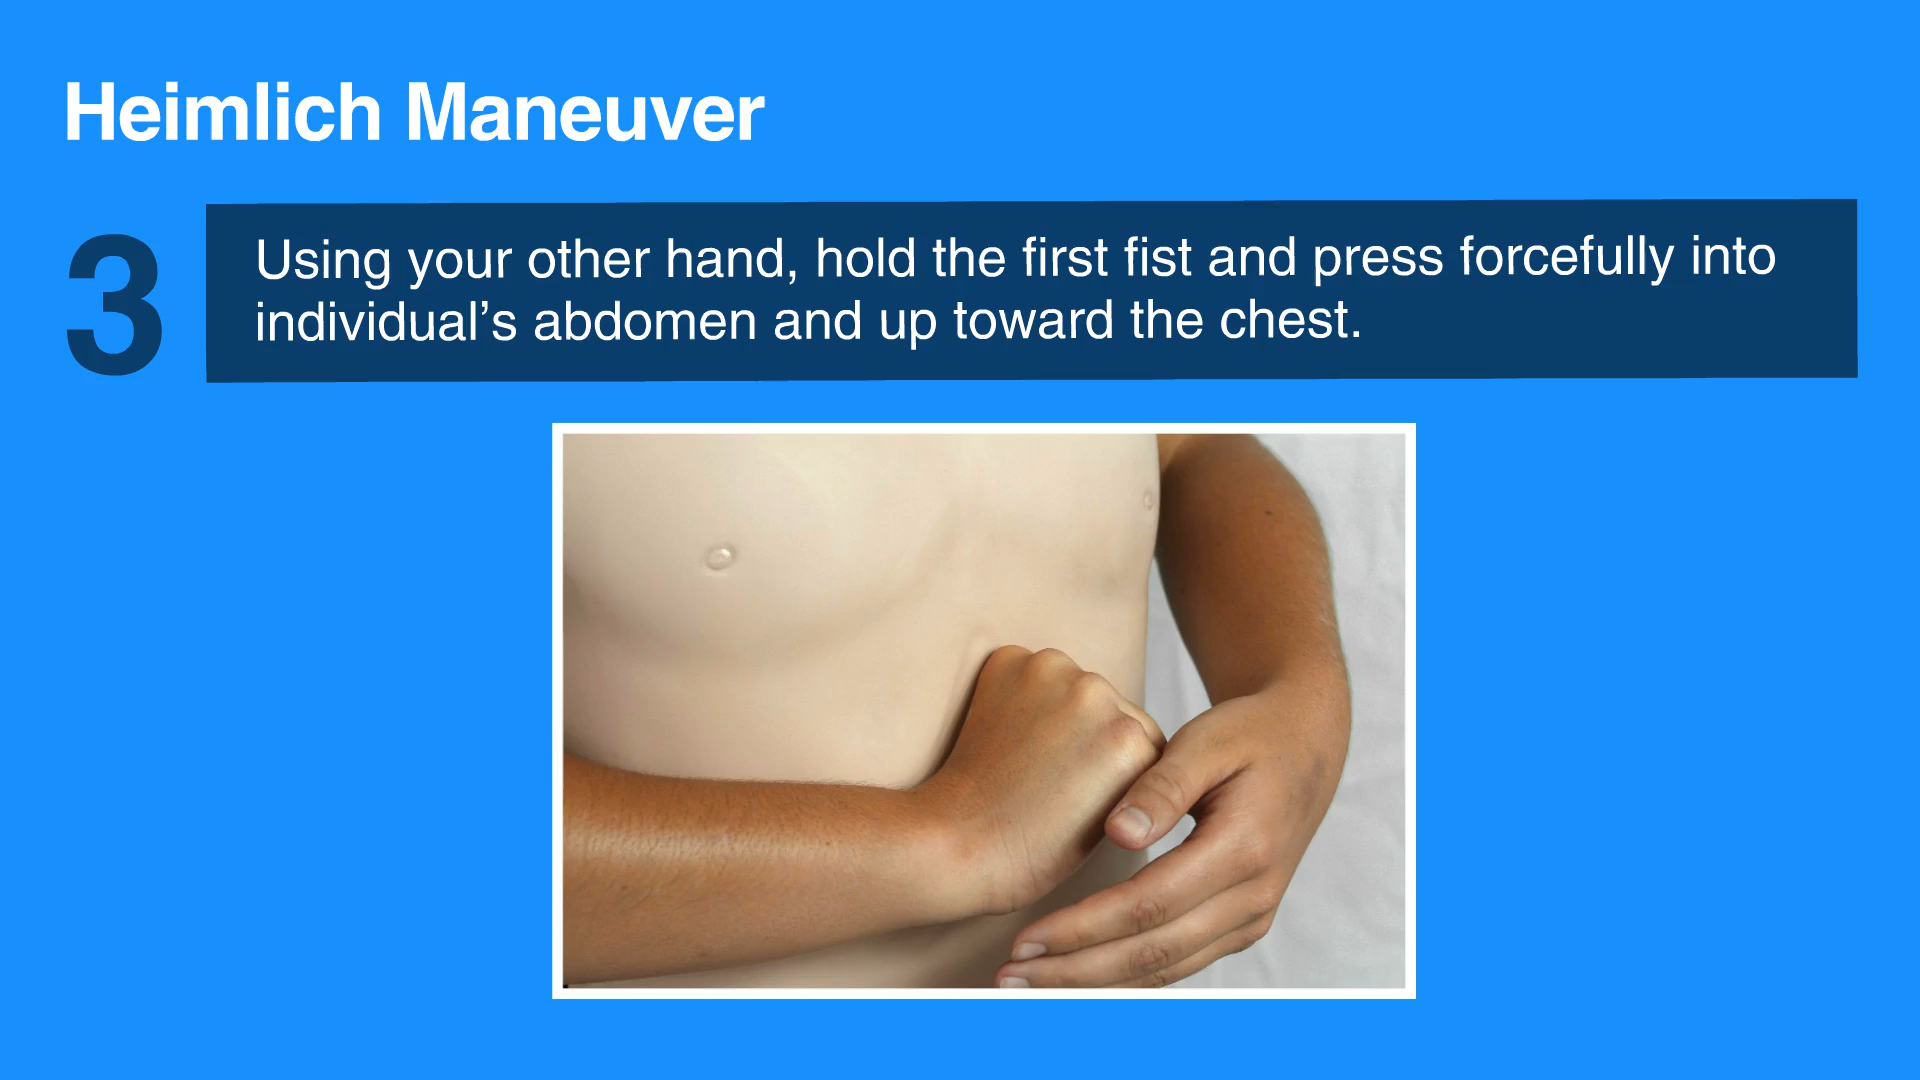 Heimlich Maneuver
3
Using your other hand, hold the first fist and press forcefully into
individual’s abdomen and up toward the chest.